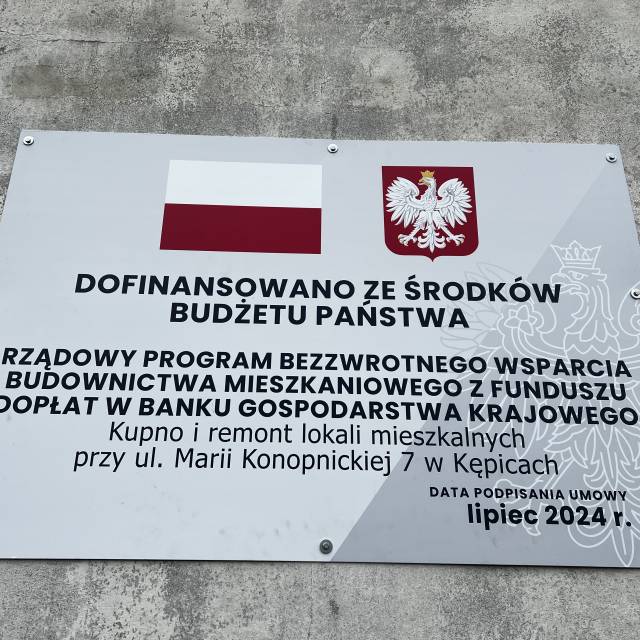 DOFINANSOWANO ZE ŚRODKÓW
BUDŻETU PAŃSTWA
RZĄDOWY PROGRAM BEZZWROTNEGO WSPARCIA
BUDOWNICTWA MIESZKANIOWEGO Z FUNDUSZU
DOPŁAT W BANKU GOSPODARSTWA KRAJOWEGO
Kupno i remont lokali mieszkalnych
przy ul. Marii Konopnickiej 7 w Kępicach
DATA PODPISANIA UMOWY
lipiec 2024 r.